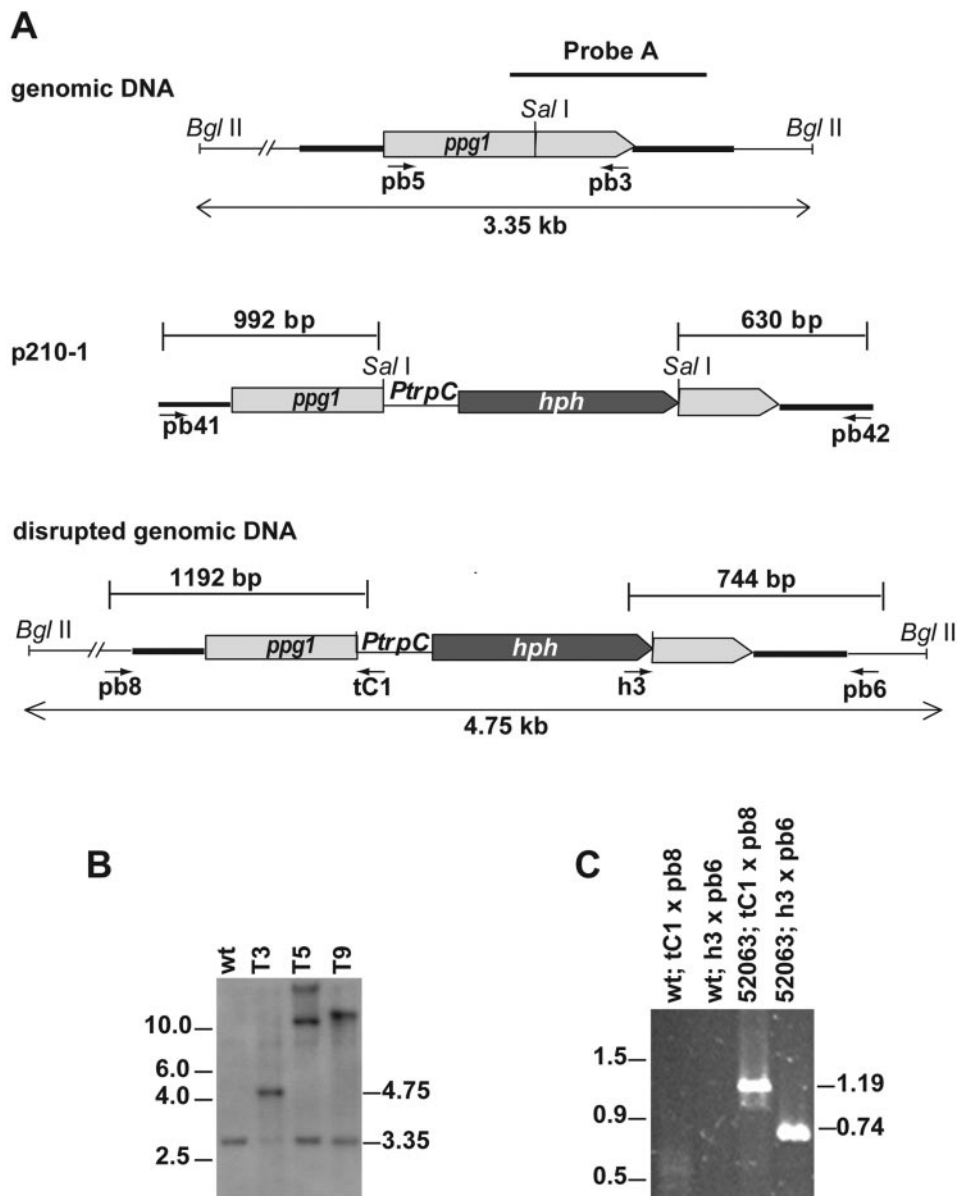 A
Probe A
genomic DNA
Sal I
Bgl II
Bgl II
ppg1
pb5
pb3
3.35 kb
992 bp
630 bp
p210-1
Sal I
Sal I
PtrpC
ppg1
hph
pb41
pb42
disrupted genomic DNA
1192 bp
744 bp
Bgl II
Bgl II
ppg1
PtrpC
hph
pb8
tC1
h3
pb6
4.75 kb
B
wt
T3
T5
T9
10.0
6.0
4.0
2.5
4.75
3.35
C
wt; tC1 x pb8
wt; h3 x pb6
52063; tC1 x pb8
52063; h3 x pb6
1.5
0.9
0.5
1.19
0.74